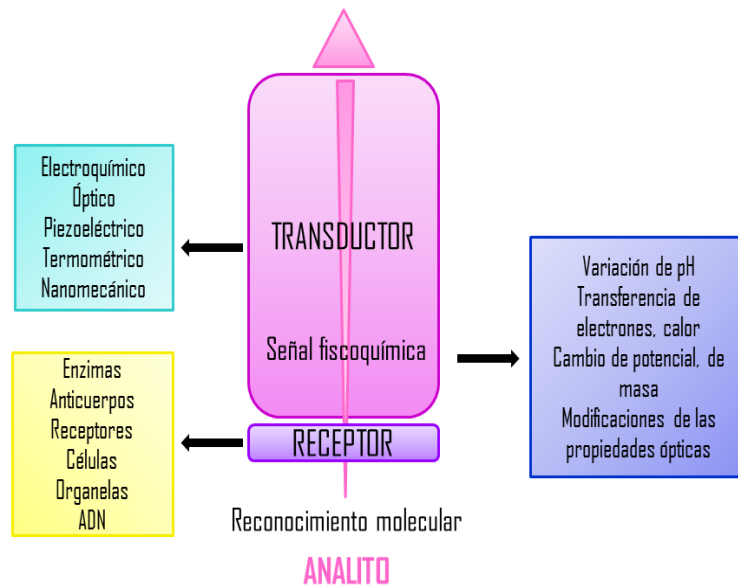 Electroquímico
Óptico
Piezoeléctrico
Termométrico
Nanomecánico
TRANSDUCTOR
Señal fiscoquímica
Variación de pH
Transferencia de
electrones, calor
Cambio de potencial, de
masa
Modificaciones de las
propiedades ópticas
Enzimas
Anticuerpos
Receptores
Células
Organelas
ADN
RECEPTOR
Reconocimiento molecular
ANALITO